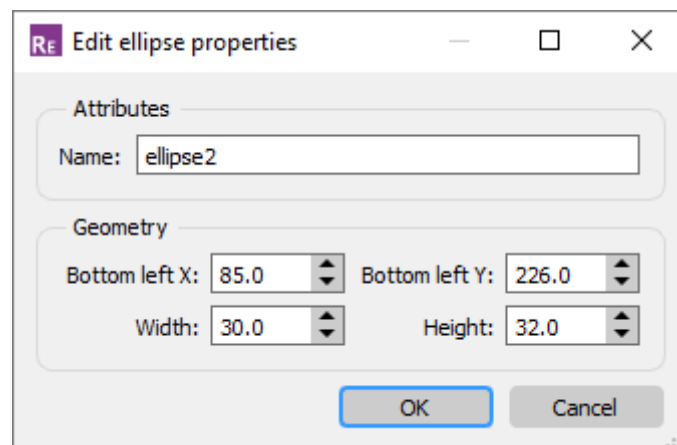 RE Edit ellipse properties
Attributes
Name: ellipse2
Geometry
Bottom left X: 85.0 Bottom left Y: 226.0
Width: 30.0 Height: 32.0
OK Cancel